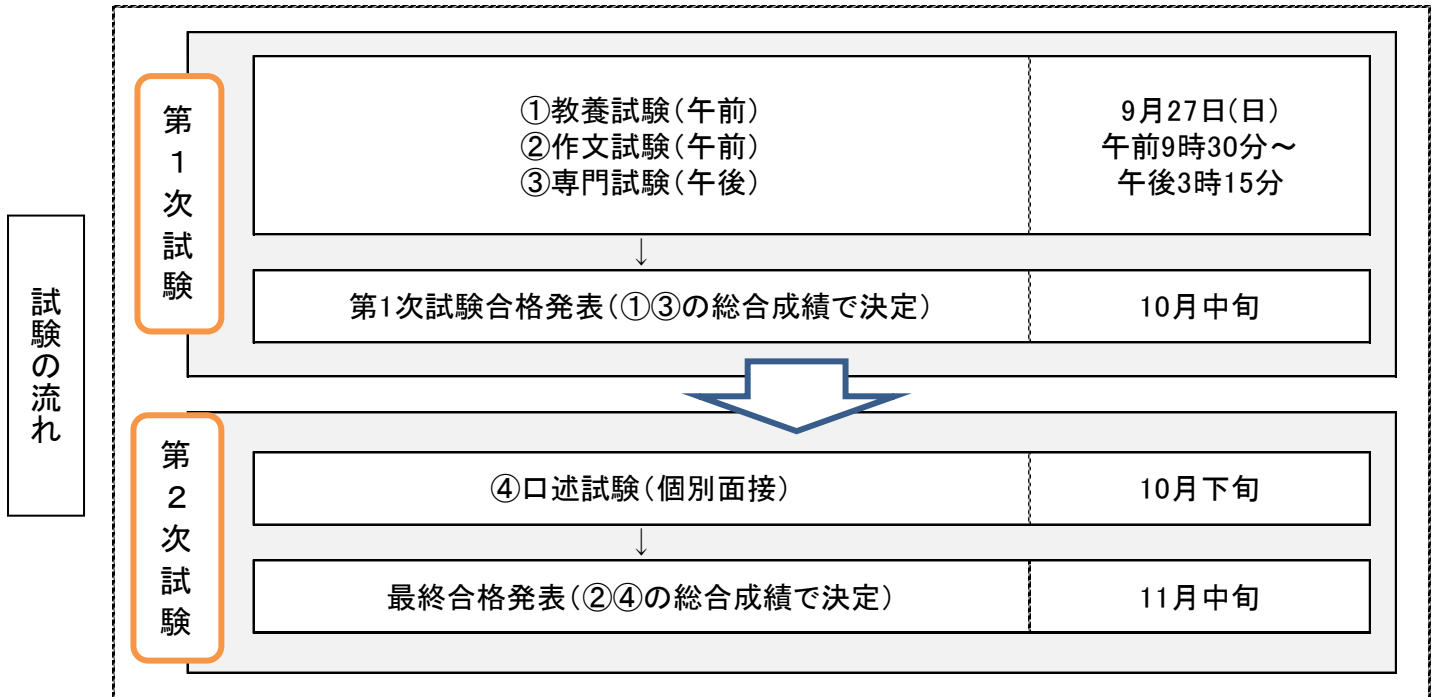 試験の流れ
第1次試験
①教養試験(午前)
②作文試験(午前)
③専門試験(午後)
9月27日(日)
午前9時30分～
午後3時15分
↓
第1次試験合格発表(①③の総合成績で決定)
10月中旬
第2次試験
④口述試験(個別面接)
10月下旬
↓
最終合格発表(②④の総合成績で決定)
11月中旬